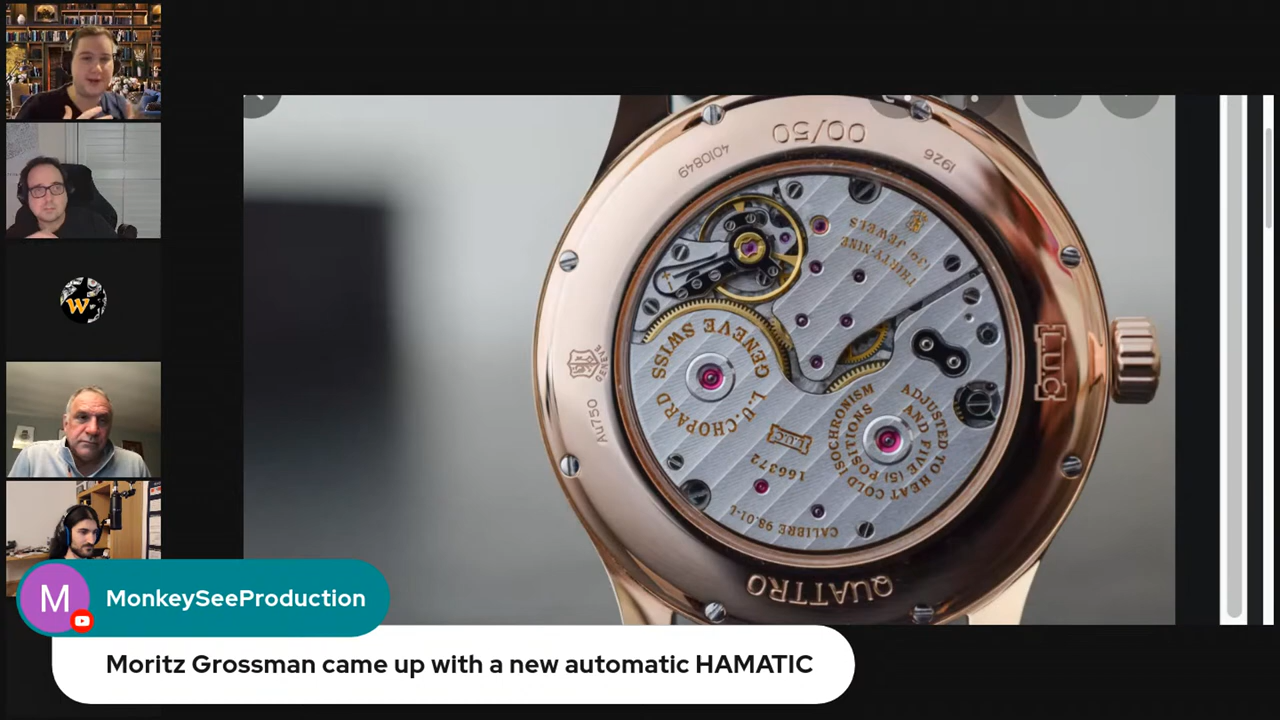 00/50
4010849
1926
39 JEWELS
THIRTY-NINE
GENEVE SWISS
L.U.CHOPARD
GENEVE
Au750
L.U.C
166372
L.U.C
ADJUSTED TO HEAT COLD ISOCHRONISM
AND FIVE (5) POSITIONS
CALIBRE 98.01-L
QUATTRO
W
M
MonkeySeeProduction
Moritz Grossman came up with a new automatic HAMATIC